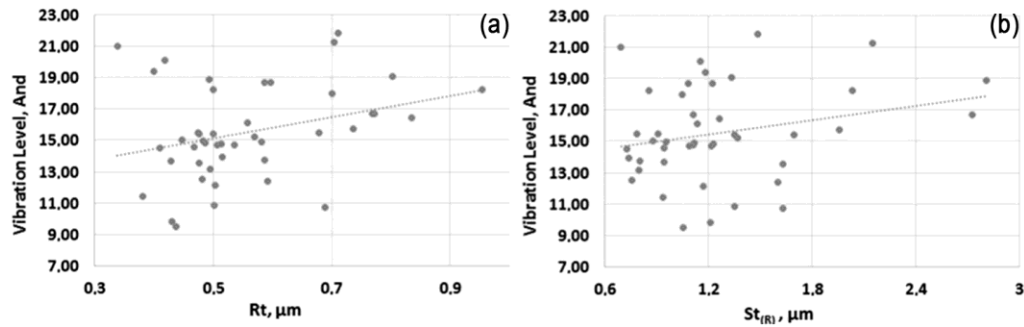 (a)
Vibration Level, And
23,00
21,00
19,00
17,00
15,00
13,00
11,00
9,00
7,00
0,3 0,5 0,7 0,9
Rt, µm
(b)
Vibration Level, And
23,00
21,00
19,00
17,00
15,00
13,00
11,00
9,00
7,00
0,6 1,2 1,8 2,4 3
St(R) , µm